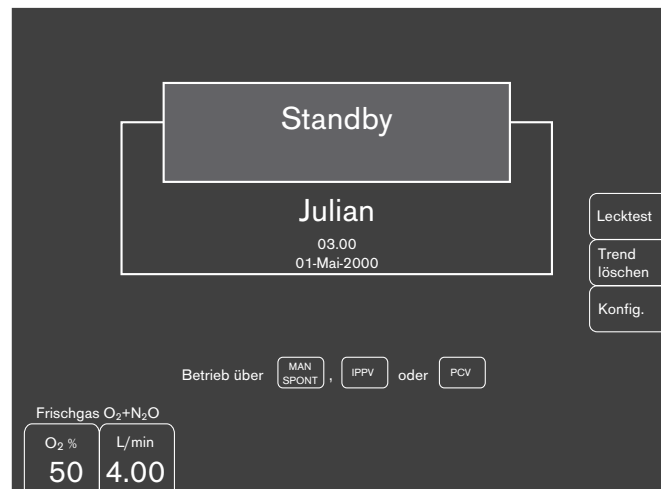 Standby
Julian
03.00
01-Mai-2000
Lecktest
Trend
löschen
Konfig.
Betrieb über MAN SPONT, IPPV oder PCV
Frischgas O₂+N₂O
O₂ % L/min
50 4.00